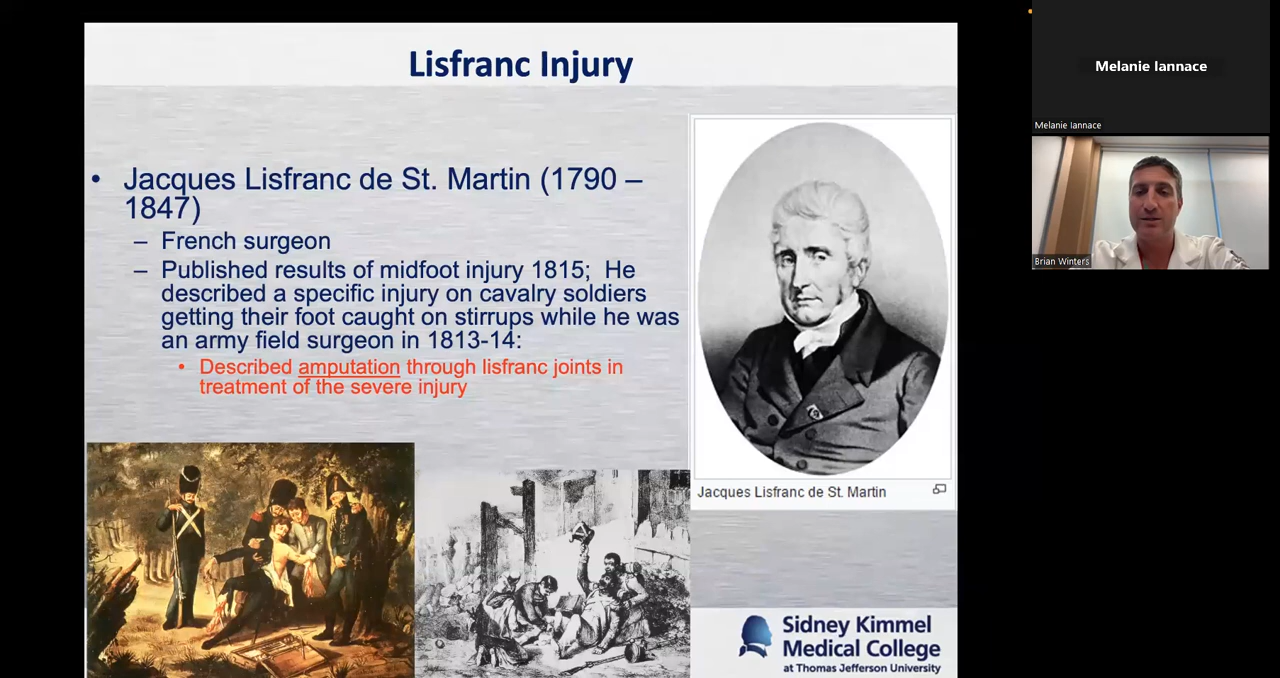 Lisfranc Injury
• Jacques Lisfranc de St. Martin (1790 –
1847)
– French surgeon
– Published results of midfoot injury 1815;  He
described a specific injury on cavalry soldiers
getting their foot caught on stirrups while he was
an army field surgeon in 1813-14:
• Described amputation through lisfranc joints in
treatment of the severe injury
Jacques Lisfranc de St. Martin
Sidney Kimmel
Medical College
at Thomas Jefferson University
Melanie Iannace
Melanie Iannace
Brian Winters